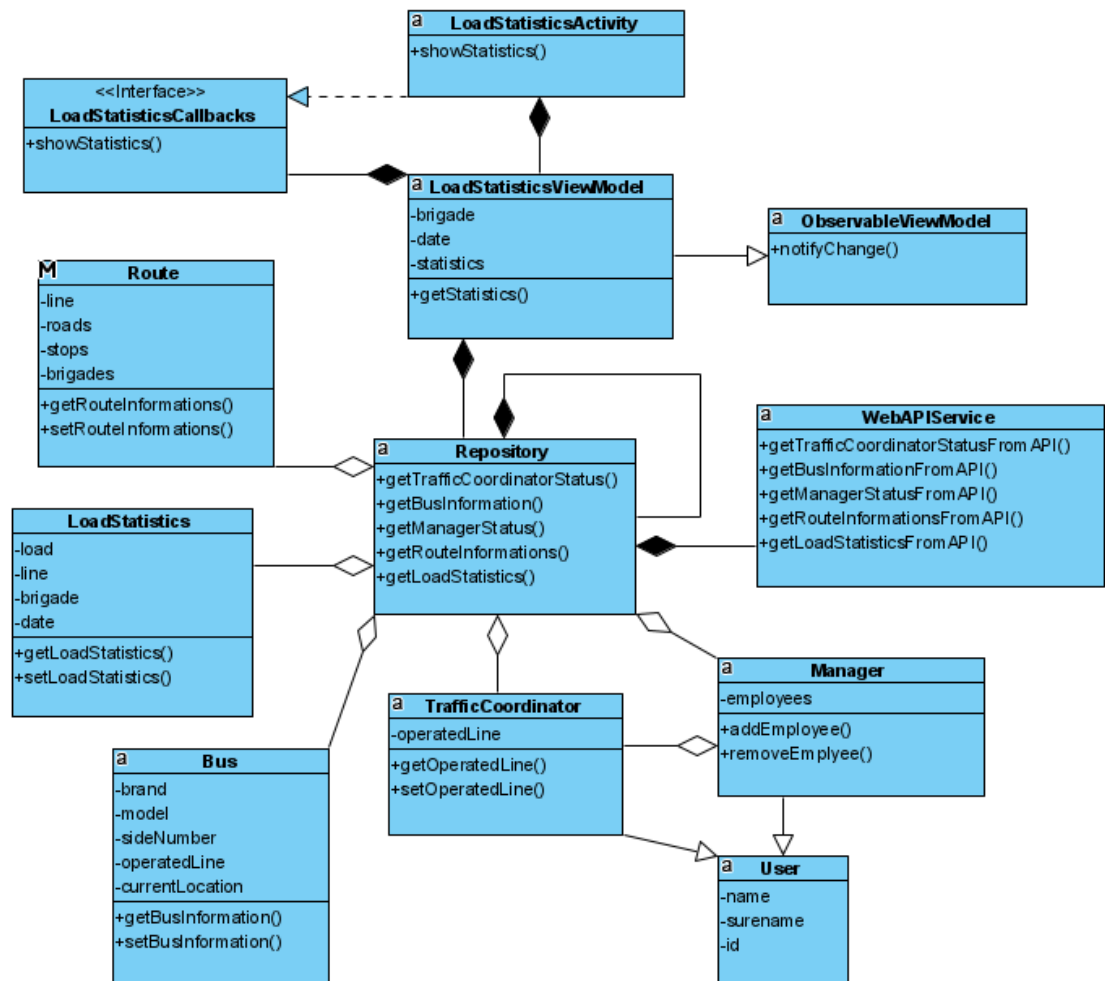 a LoadStatisticsActivity
+showStatistics()
<<Interface>>
LoadStatisticsCallbacks
+showStatistics()
a LoadStatisticsViewModel
-brigade
-date
-statistics
+getStatistics()
a ObservableViewModel
+notifyChange()
M Route
-line
-roads
-stops
-brigades
+getRouteInformations()
+setRouteInformations()
a Repository
+getTrafficCoordinatorStatus()
+getBusInformation()
+getManagerStatus()
+getRouteInformations()
+getLoadStatistics()
a WebAPIService
+getTrafficCoordinatorStatusFromAPI()
+getBusInformationFromAPI()
+getManagerStatusFromAPI()
+getRouteInformationsFromAPI()
+getLoadStatisticsFromAPI()
LoadStatistics
-load
-line
-brigade
-date
+getLoadStatistics()
+setLoadStatistics()
a Bus
-brand
-model
-sideNumber
-operatedLine
-currentLocation
+getBusInformation()
+setBusInformation()
a TrafficCoordinator
-operatedLine
+getOperatedLine()
+setOperatedLine()
a Manager
-employees
+addEmployee()
+removeEmplyee()
a User
-name
-surename
-id